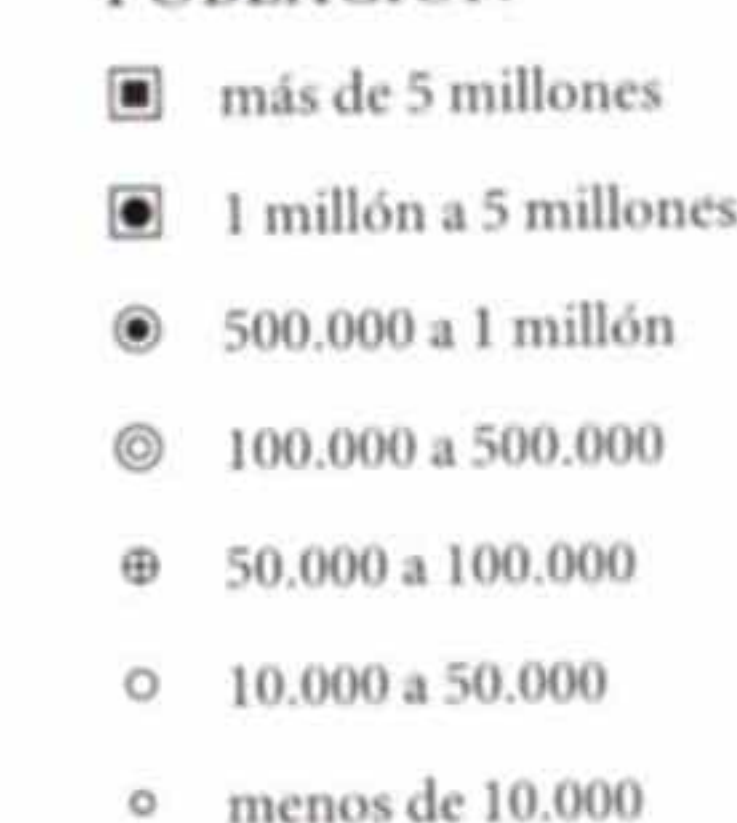 más de 5 millones
1 millón a 5 millones
500.000 a 1 millón
100.000 a 500.000
50.000 a 100.000
10.000 a 50.000
menos de 10.000